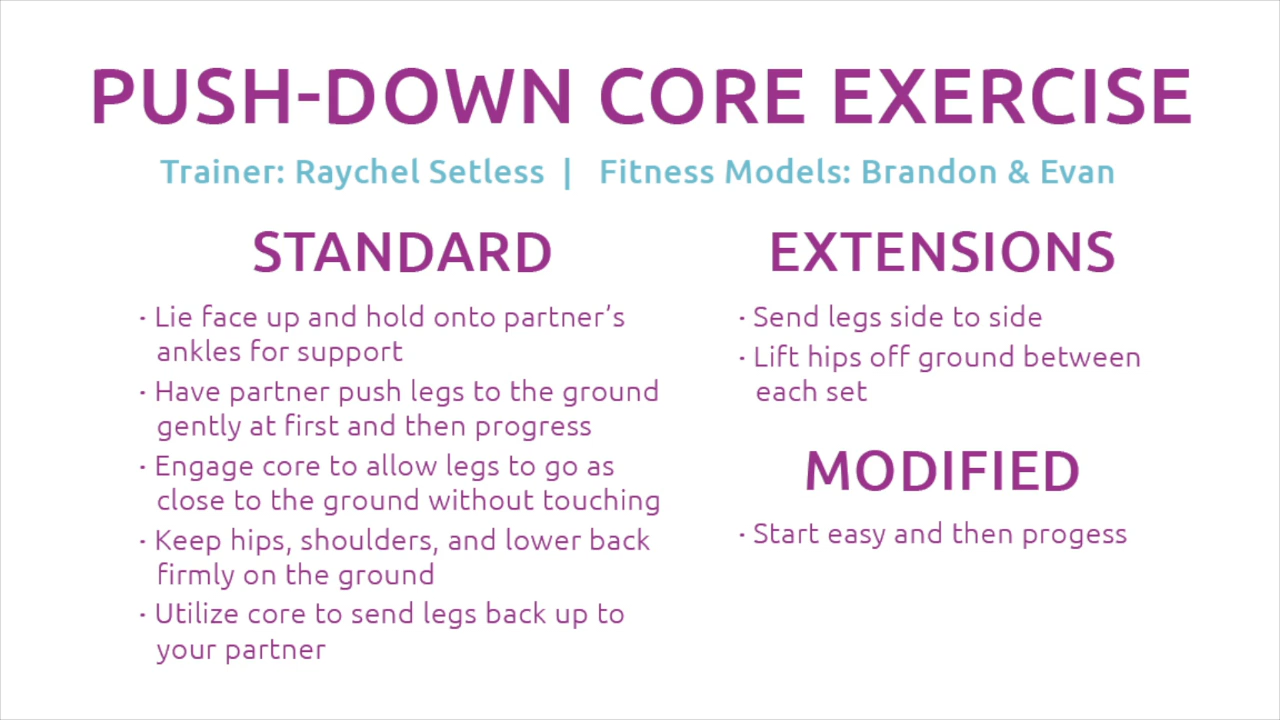 PUSH-DOWN CORE EXERCISE
Trainer: Raychel Setless | Fitness Models: Brandon & Evan
STANDARD
· Lie face up and hold onto partner’s
ankles for support
· Have partner push legs to the ground
gently at first and then progress
· Engage core to allow legs to go as
close to the ground without touching
· Keep hips, shoulders, and lower back
firmly on the ground
· Utilize core to send legs back up to
your partner
EXTENSIONS
· Send legs side to side
· Lift hips off ground between
each set
MODIFIED
· Start easy and then progess